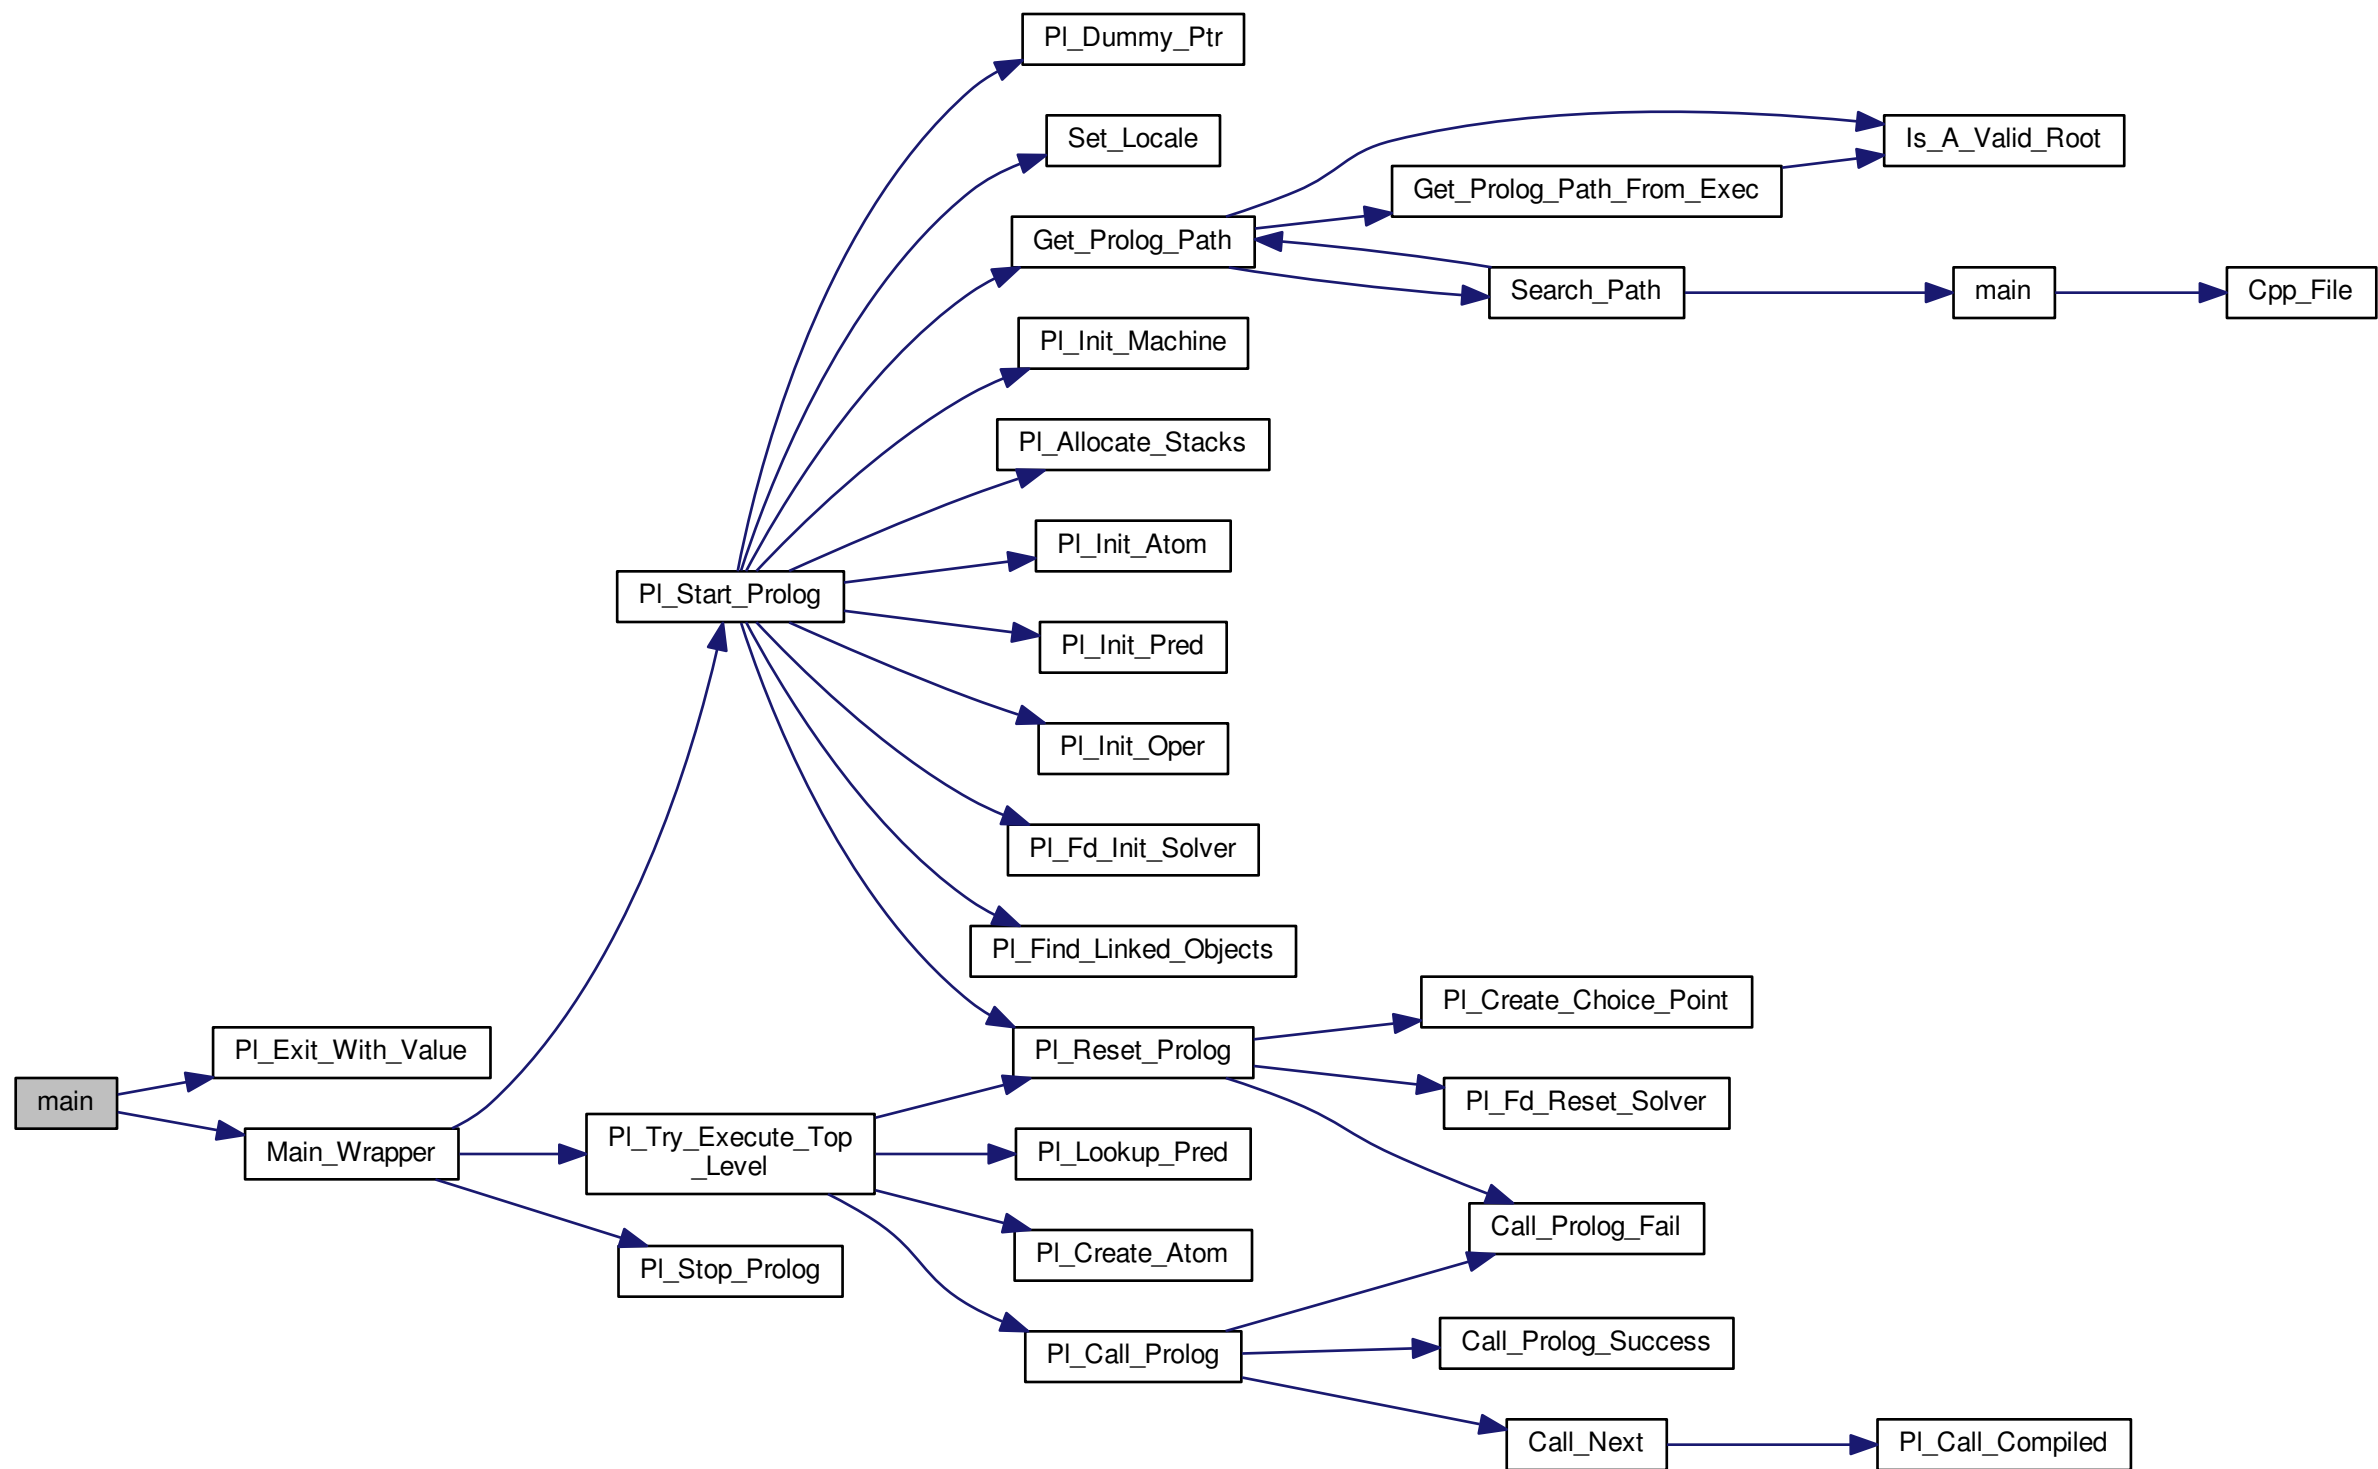 Pl_Dummy_Ptr
Set_Locale
Is_A_Valid_Root
Get_Prolog_Path_From_Exec
Get_Prolog_Path
Search_Path
main
Cpp_File
Pl_Init_Machine
Pl_Allocate_Stacks
Pl_Init_Atom
Pl_Start_Prolog
Pl_Init_Pred
Pl_Init_Oper
Pl_Fd_Init_Solver
Pl_Find_Linked_Objects
Pl_Create_Choice_Point
Pl_Exit_With_Value
Pl_Reset_Prolog
main
Pl_Fd_Reset_Solver
Main_Wrapper
Pl_Try_Execute_Top
_Level
Pl_Lookup_Pred
Call_Prolog_Fail
Pl_Create_Atom
Pl_Stop_Prolog
Call_Prolog_Success
Pl_Call_Prolog
Call_Next
Pl_Call_Compiled